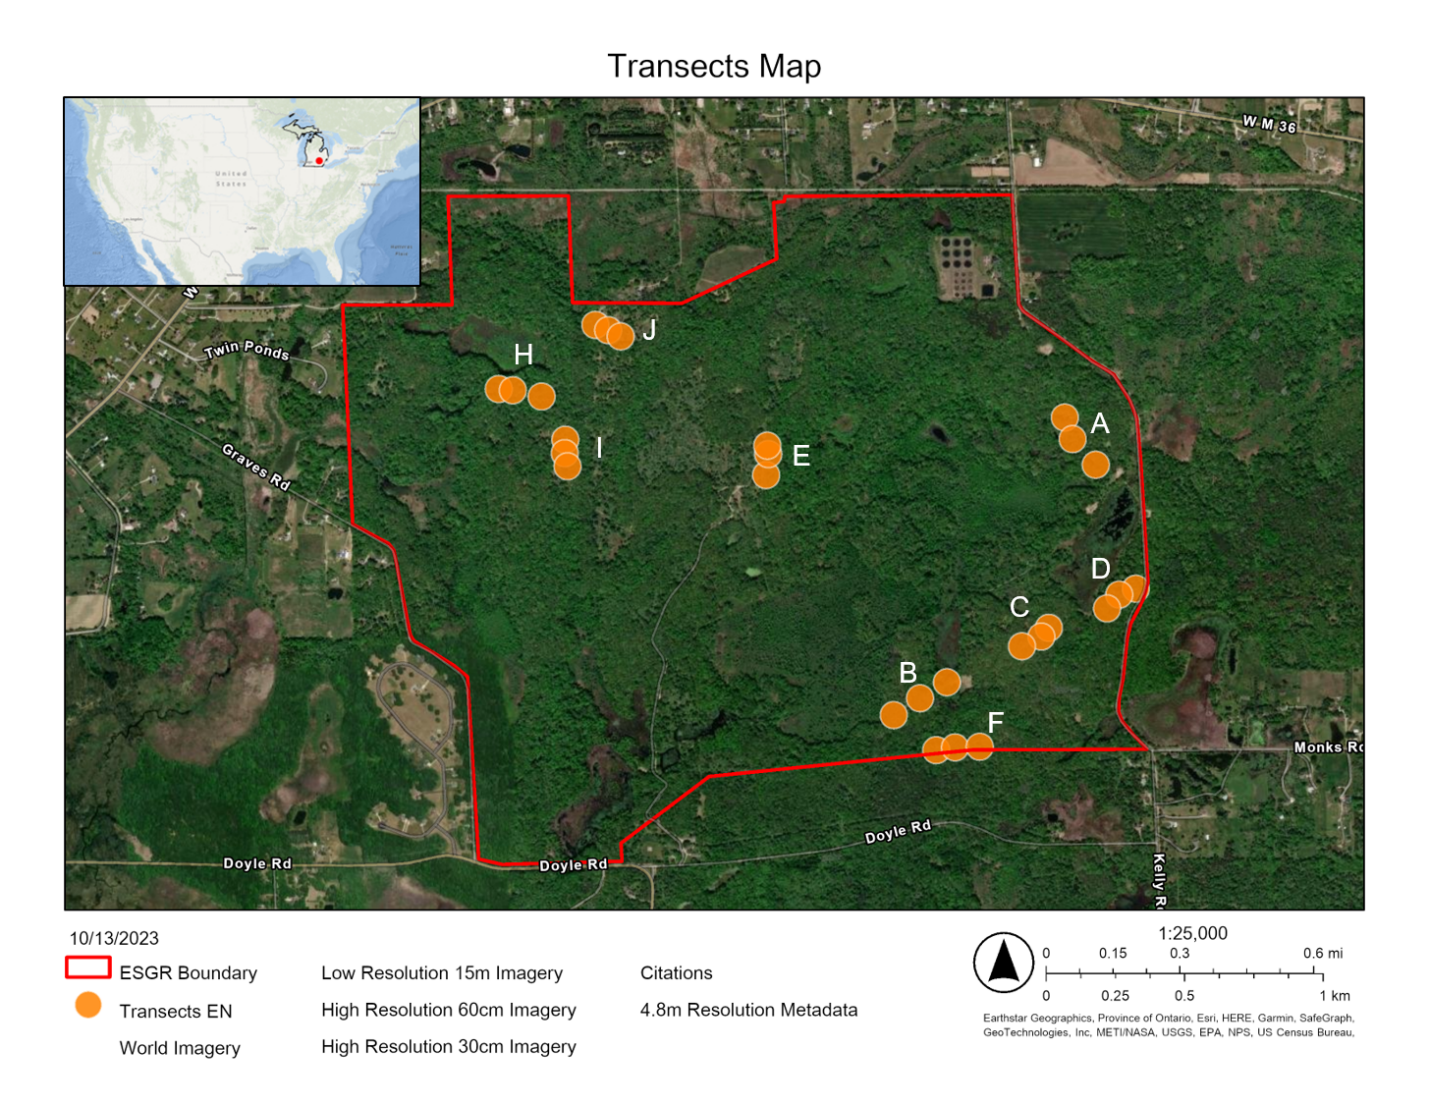 Transects Map
United
States
W M 36
W
Twin Ponds
J
H
A
I
E
Graves Rd
D
C
B
F
Monks Ro
Doyle Rd
Doyle Rd
Doyle Rd
Kelly R
10/13/2023
ESGR Boundary
Transects EN
World Imagery
Low Resolution 15m Imagery
High Resolution 60cm Imagery
High Resolution 30cm Imagery
Citations
4.8m Resolution Metadata
1:25,000
0 0.15 0.3 0.6 mi
0 0.25 0.5 1 km
Earthstar Geographics, Province of Ontario, Esri, HERE, Garmin, SafeGraph,
GeoTechnologies, Inc, METI/NASA, USGS, EPA, NPS, US Census Bureau,